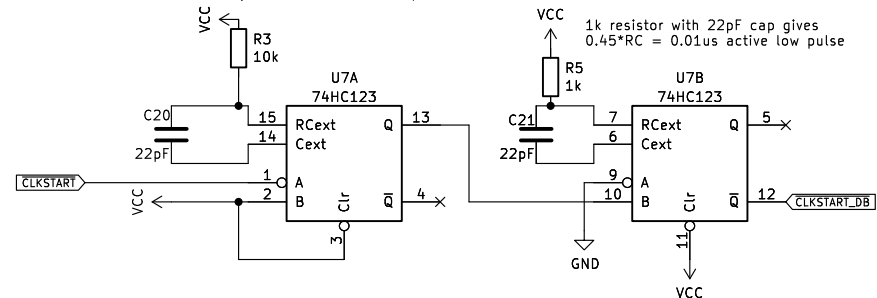 VCC
R3
10k
C20
22pF
U7A
74HC123
15
RCext
14
Cext
Q
13
CLKSTART
1
A
2
B
VCC
Clr
3
Q
4
VCC
1k resistor with 22pF cap gives
0.45*RC = 0.01us active low pulse
R5
1k
C21
22pF
U7B
74HC123
7
RCext
6
Cext
Q
5
9
A
10
B
Clr
11
Q
12
CLKSTART_DB
GND
VCC